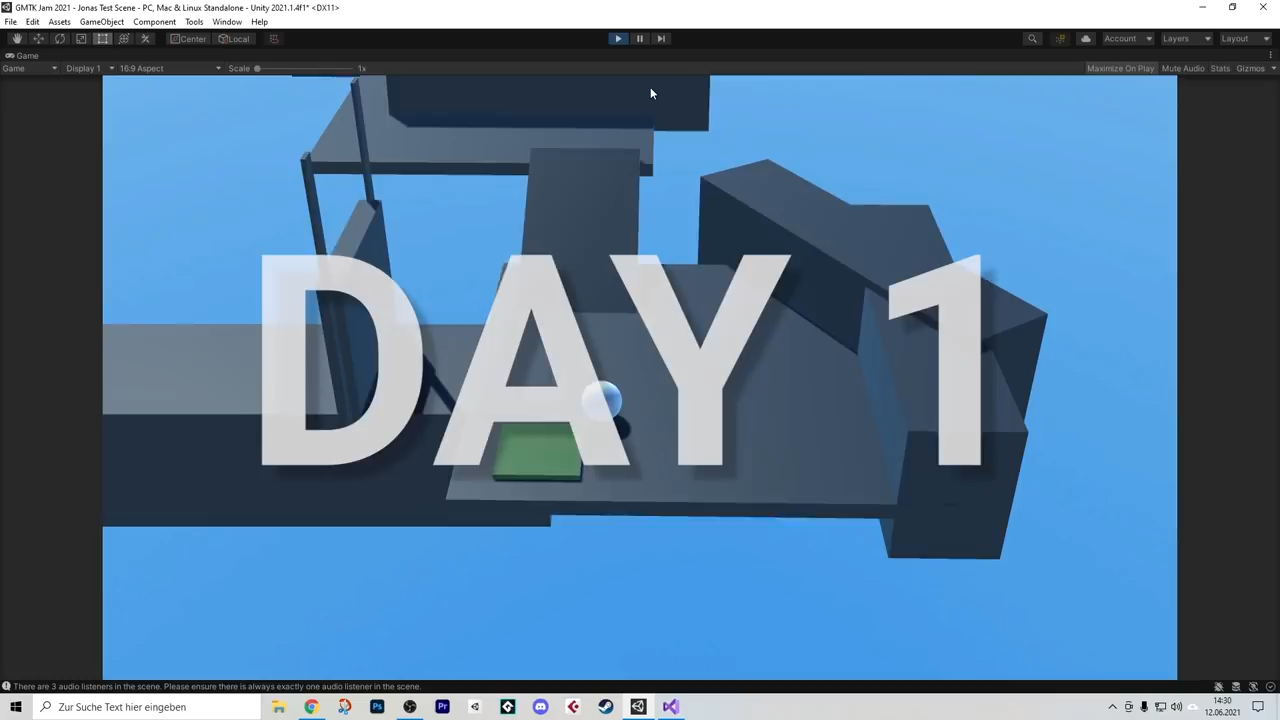 GMTK Jam 2021 - Jonas Test Scene - PC, Mac & Linux Standalone - Unity 2021.1.4f1* <DX11>
File Edit Assets GameObject Component Tools Window Help
Center Local Account Layers Layout
Game
Game Display 1 16:9 Aspect Scale 1x Maximize On Play Mute Audio Stats Gizmos
DAY 1
There are 3 audio listeners in the scene. Please ensure there is always exactly one audio listener in the scene.
Zur Suche Text hier eingeben
Ps Pr
14:30
12.06.2021